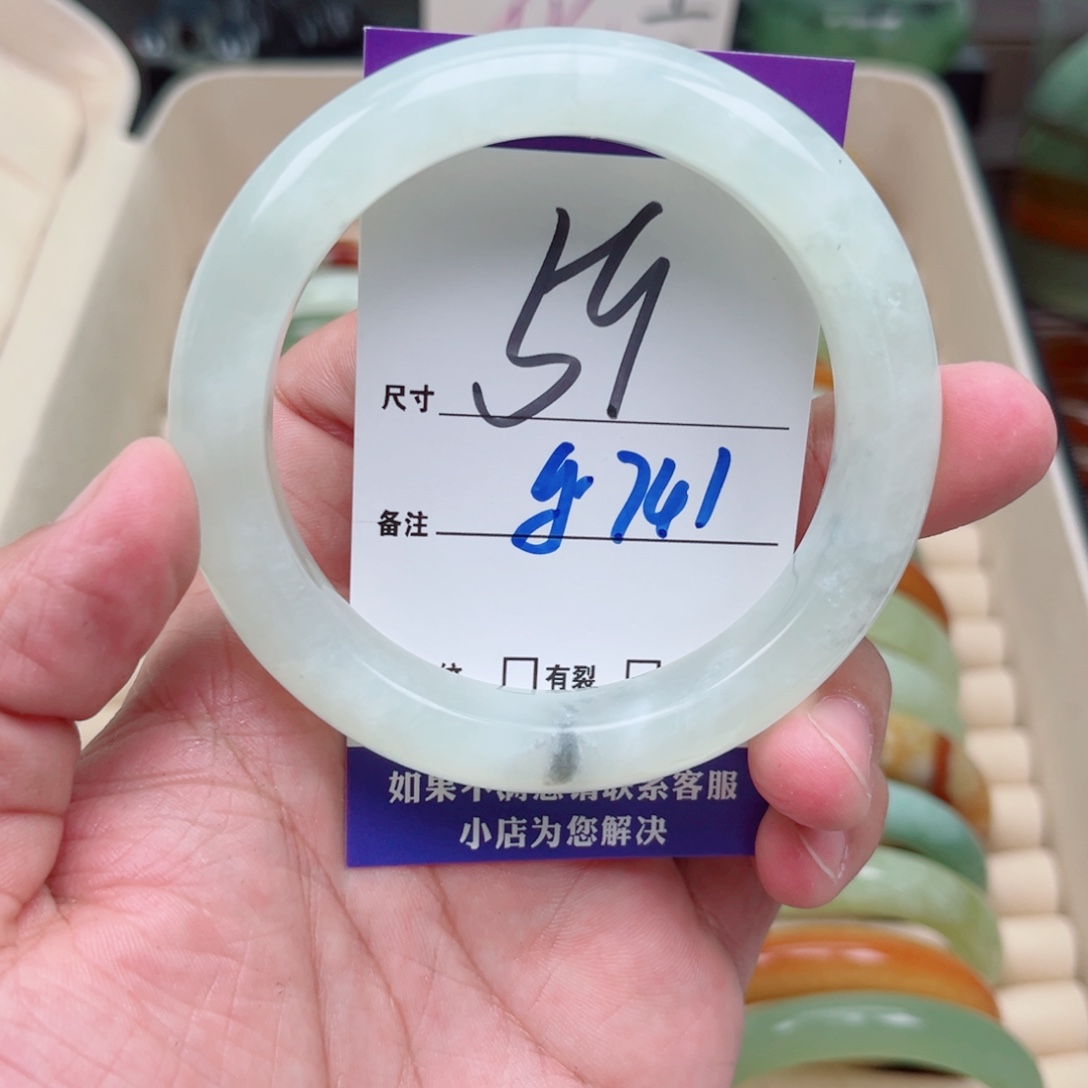 尺寸 59
备注 g741
有裂
如果不满意请联系客服
小店为您解决